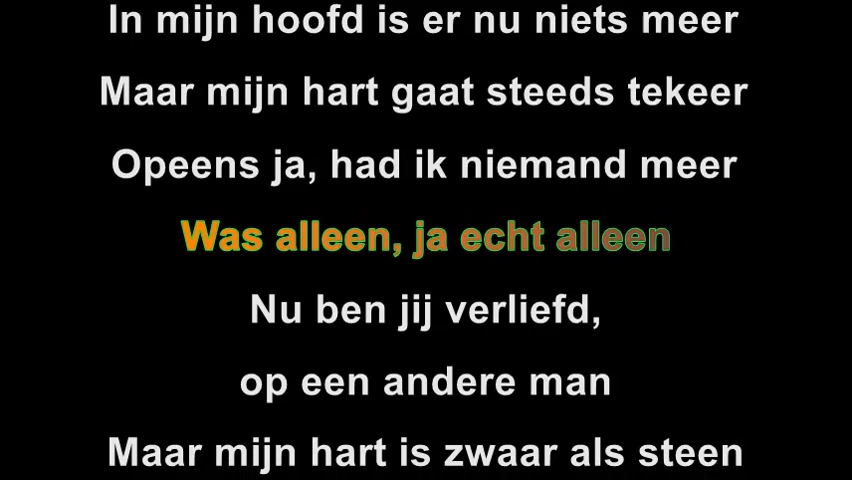 In mijn hoofd is er nu niets meer
Maar mijn hart gaat steeds tekeer
Opeens ja, had ik niemand meer
Was alleen, ja echt alleen
Nu ben jij verliefd,
op een andere man
Maar mijn hart is zwaar als steen